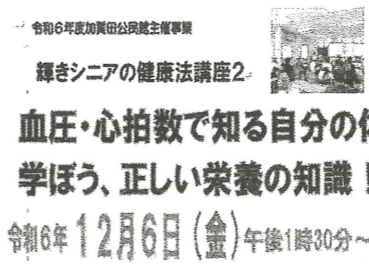 令和6年度加賀田公民館主催事業
輝きシニアの健康法講座2
血圧・心拍数で知る自分の体
学ぼう、正しい栄養の知識！
令和6年 12月6日（金）午後1時30分～